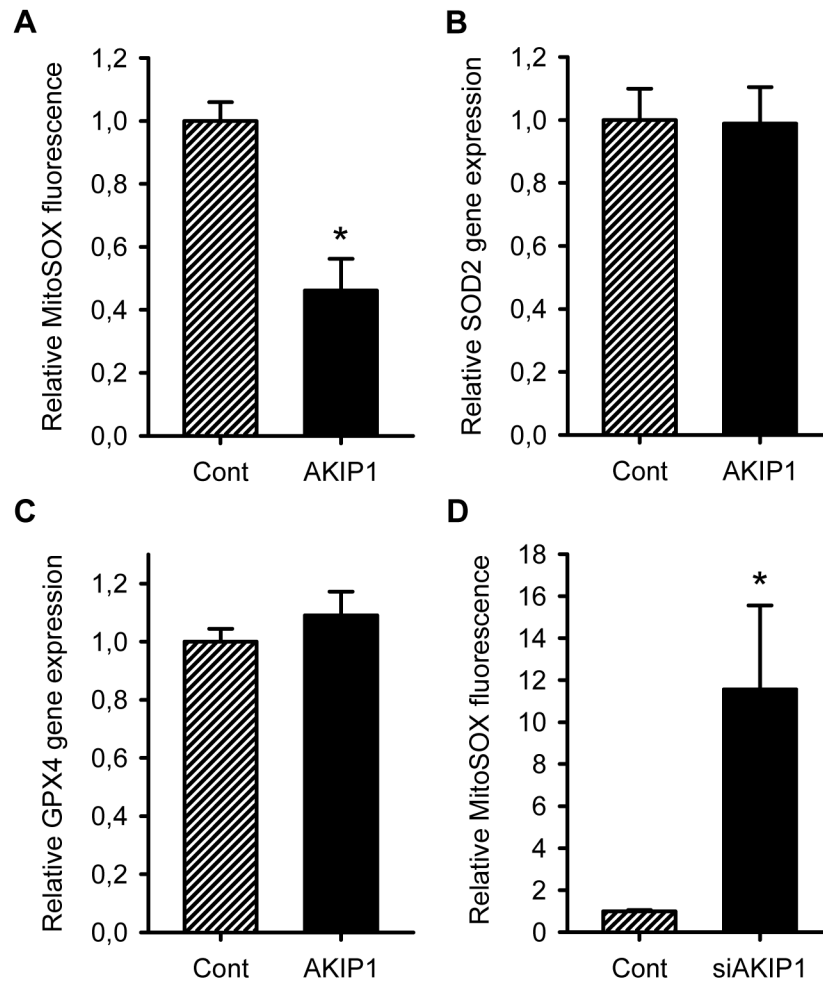 A
Relative MitoSOX fluorescence
1,2
1,0
0,8
0,6
0,4
0,2
0,0
*
Cont AKIP1
B
Relative SOD2 gene expression
1,2
1,0
0,8
0,6
0,4
0,2
0,0
Cont AKIP1
C
Relative GPX4 gene expression
1,2
1,0
0,8
0,6
0,4
0,2
0,0
Cont AKIP1
D
Relative MitoSOX fluorescence
18
16
14
12
10
8
6
4
2
0
*
Cont siAKIP1